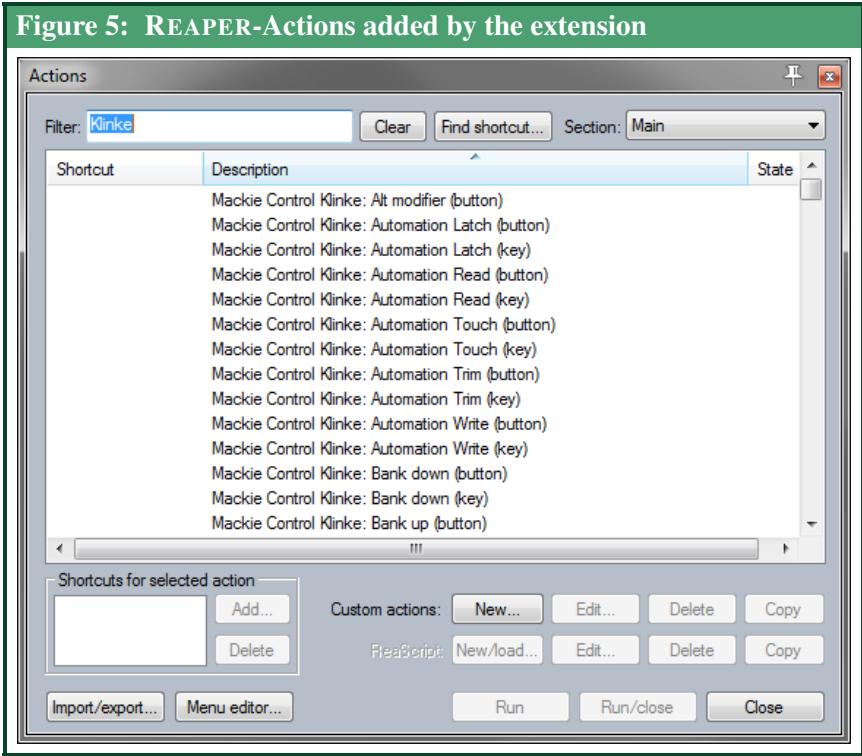 Figure 5: REAPER-Actions added by the extension
Actions
Filter: Klinke Clear Find shortcut... Section: Main
Shortcut Description State
Mackie Control Klinke: Alt modifier (button)
Mackie Control Klinke: Automation Latch (button)
Mackie Control Klinke: Automation Latch (key)
Mackie Control Klinke: Automation Read (button)
Mackie Control Klinke: Automation Read (key)
Mackie Control Klinke: Automation Touch (button)
Mackie Control Klinke: Automation Touch (key)
Mackie Control Klinke: Automation Trim (button)
Mackie Control Klinke: Automation Trim (key)
Mackie Control Klinke: Automation Write (button)
Mackie Control Klinke: Automation Write (key)
Mackie Control Klinke: Bank down (button)
Mackie Control Klinke: Bank down (key)
Mackie Control Klinke: Bank up (button)
Shortcuts for selected action
Add... Custom actions: New... Edit... Delete Copy
Delete ReaScript: New/load... Edit... Delete Copy
Import/export... Menu editor... Run Run/close Close